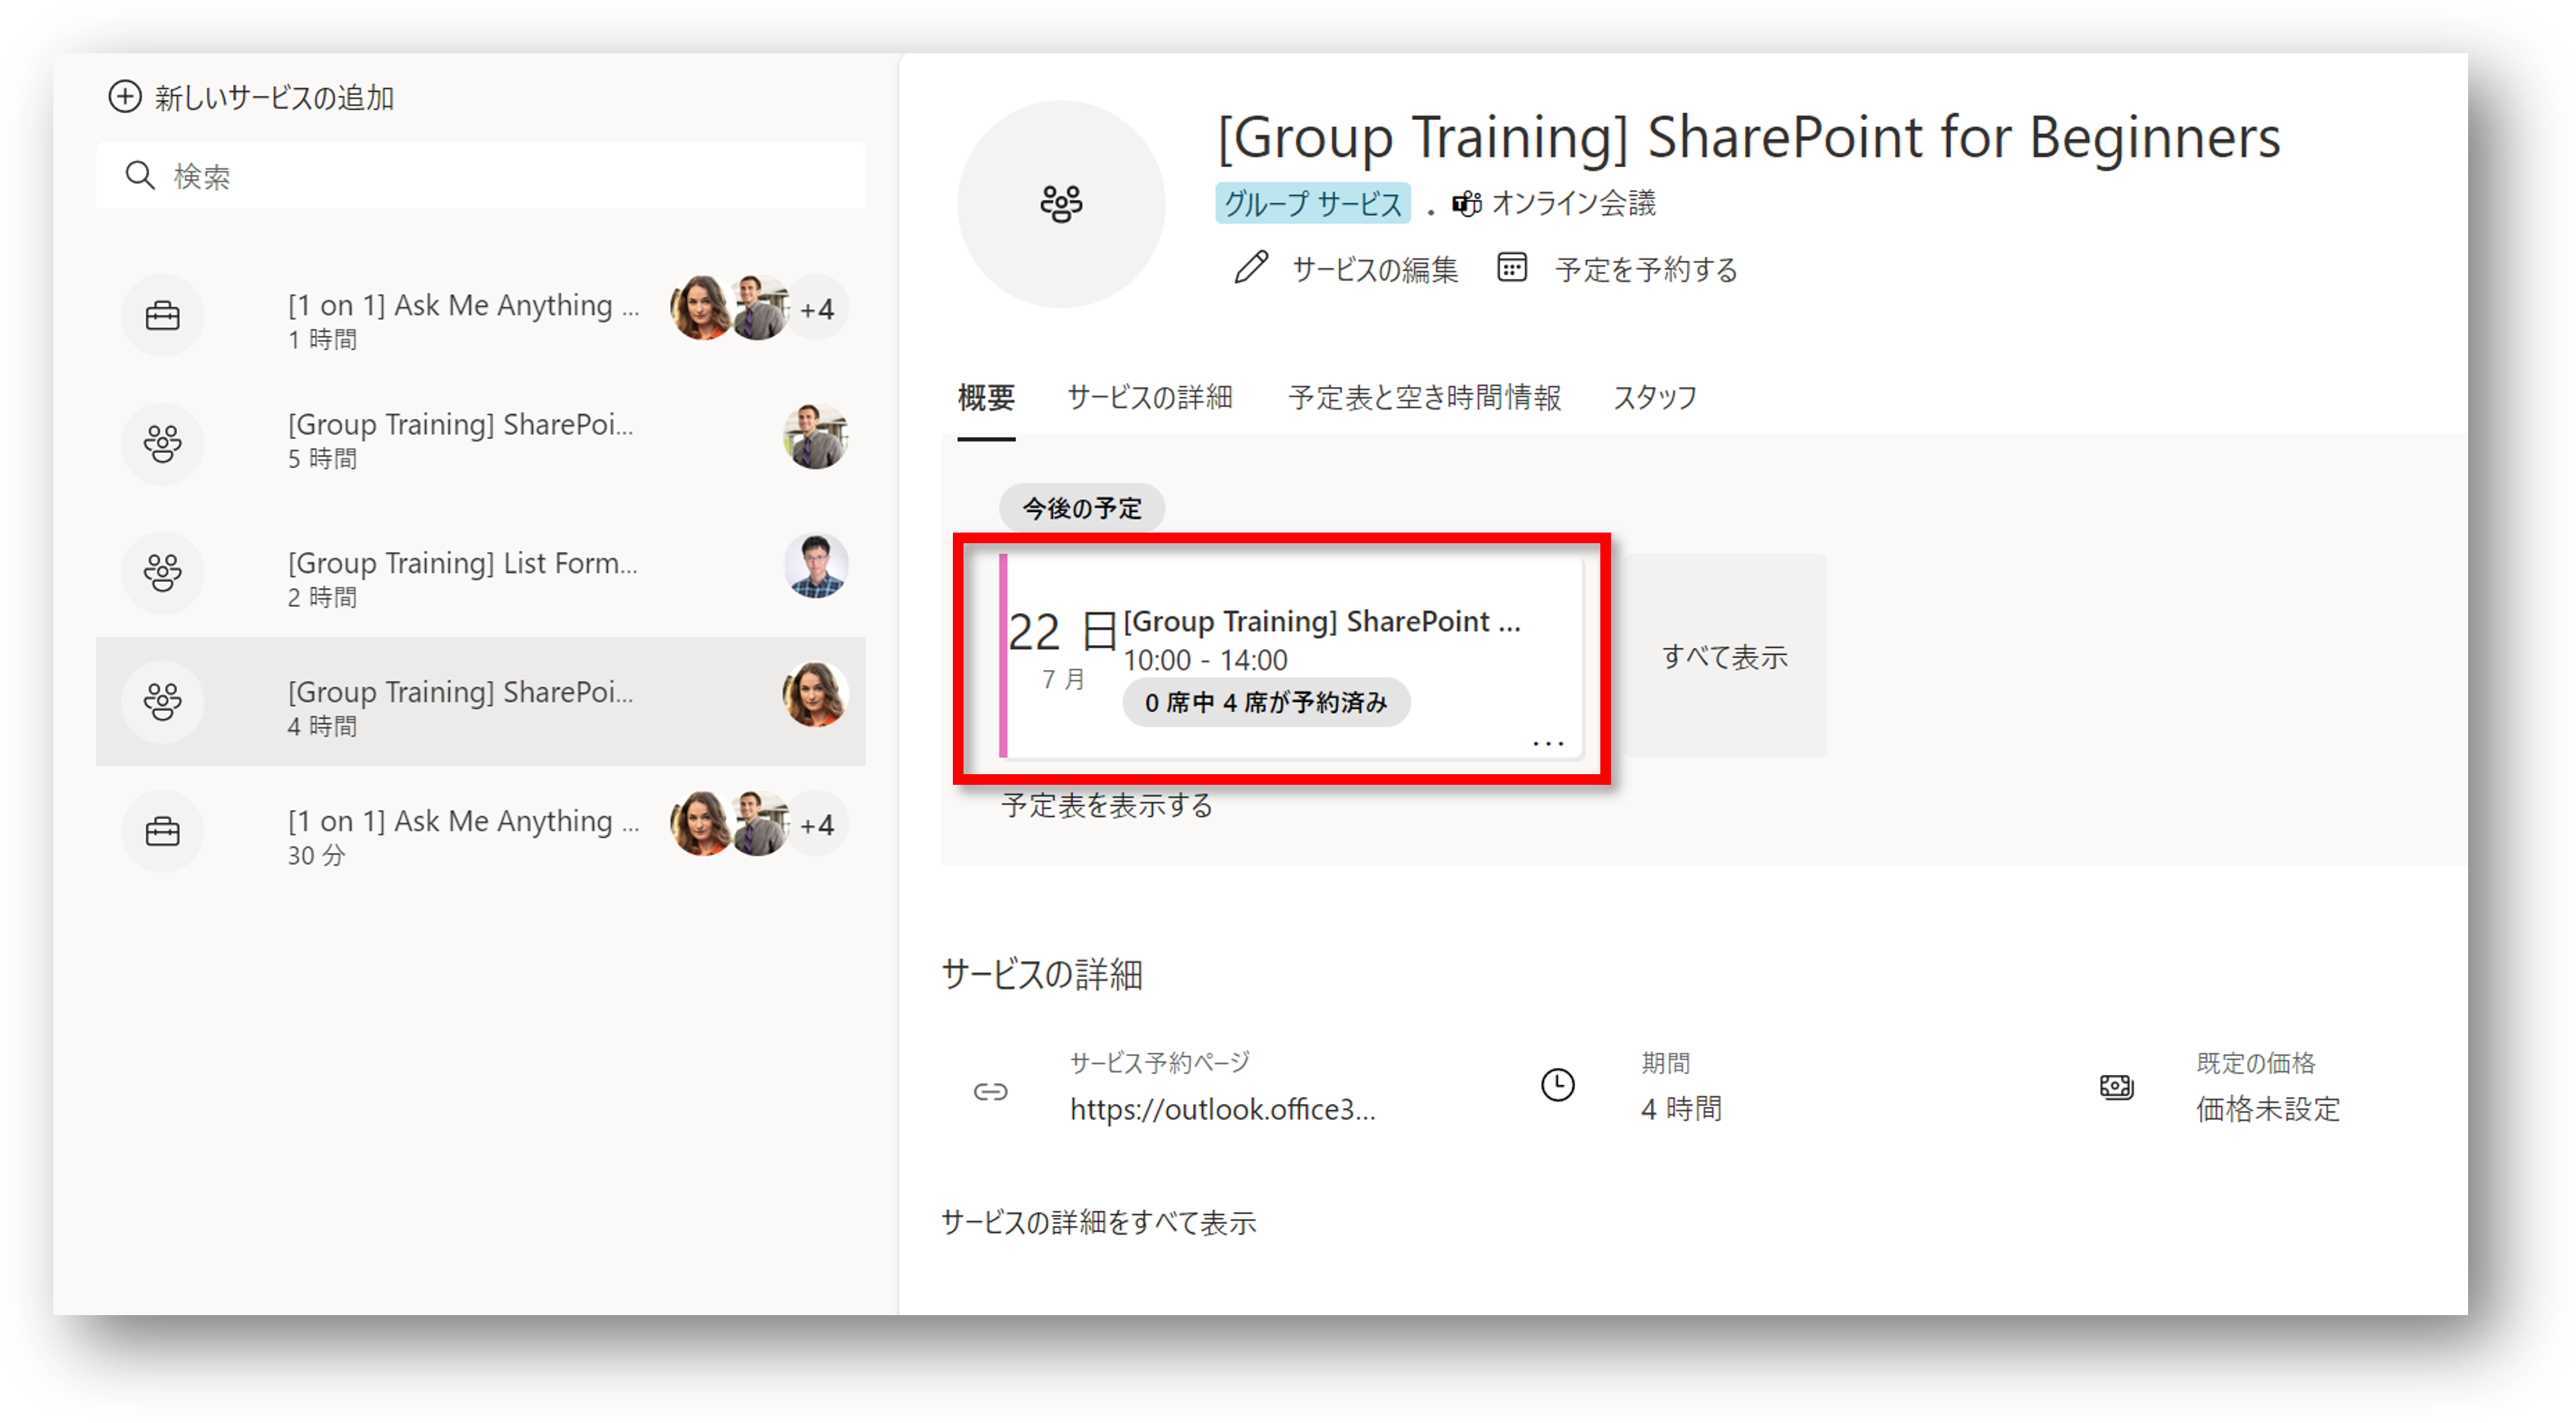 新しいサービスの追加
検索
[1 on 1] Ask Me Anything ...
1 時間
+4
[Group Training] SharePoi...
5 時間
[Group Training] List Form...
2 時間
[Group Training] SharePoi...
4 時間
[1 on 1] Ask Me Anything ...
30 分
+4
[Group Training] SharePoint for Beginners
グループ サービス . オンライン会議
サービスの編集 予定を予約する
概要 サービスの詳細 予定表と空き時間情報 スタッフ
今後の予定
22 日
7 月
[Group Training] SharePoint ...
10:00 - 14:00
0 席中 4 席が予約済み
...
すべて表示
予定表を表示する
サービスの詳細
サービス予約ページ
https://outlook.office3...
期間
4 時間
既定の価格
価格未設定
サービスの詳細をすべて表示